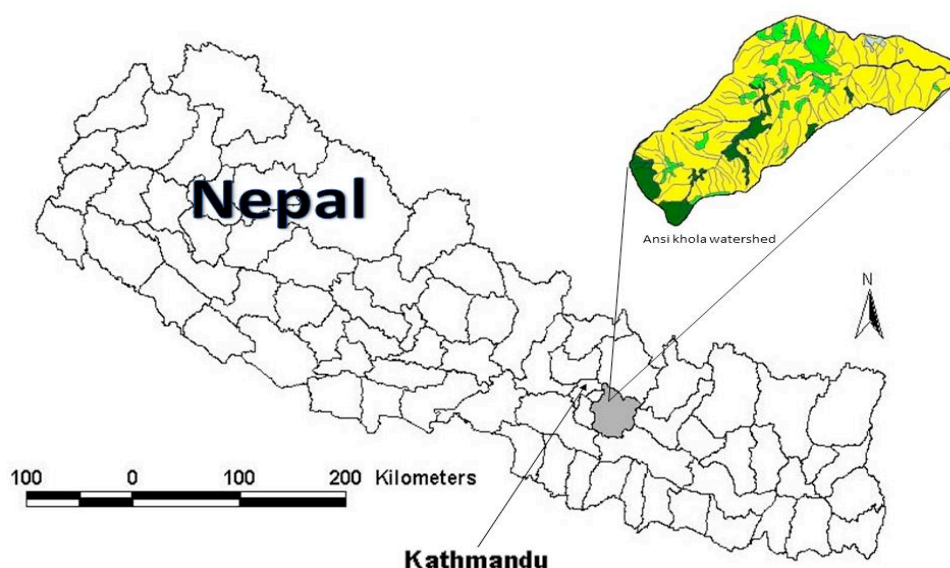 Nepal
Ansi khola watershed
N
100 0 100 200 Kilometers
Kathmandu